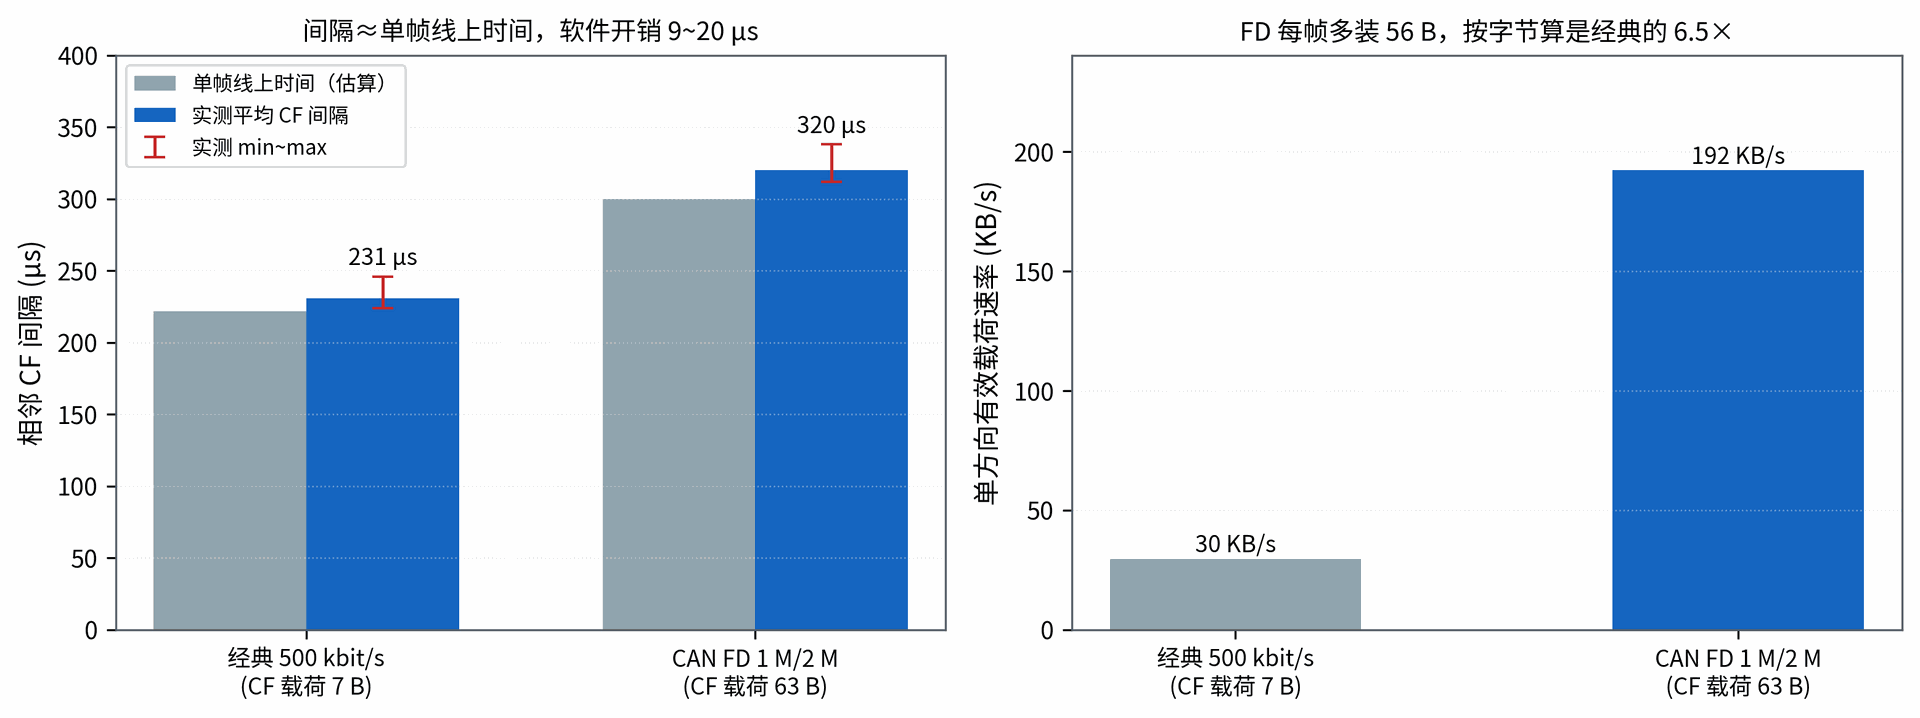 间隔≈单帧线上时间，软件开销 9~20 µs
400
350
300
250
200
150
100
50
0
相邻 CF 间隔 (µs)
单帧线上时间（估算）
实测平均 CF 间隔
实测 min~max
231 µs
320 µs
经典 500 kbit/s
(CF 载荷 7 B)
CAN FD 1 M/2 M
(CF 载荷 63 B)
FD 每帧多装 56 B，按字节算是经典的 6.5×
200
150
100
50
0
单方向有效载荷速率 (KB/s)
30 KB/s
192 KB/s
经典 500 kbit/s
(CF 载荷 7 B)
CAN FD 1 M/2 M
(CF 载荷 63 B)